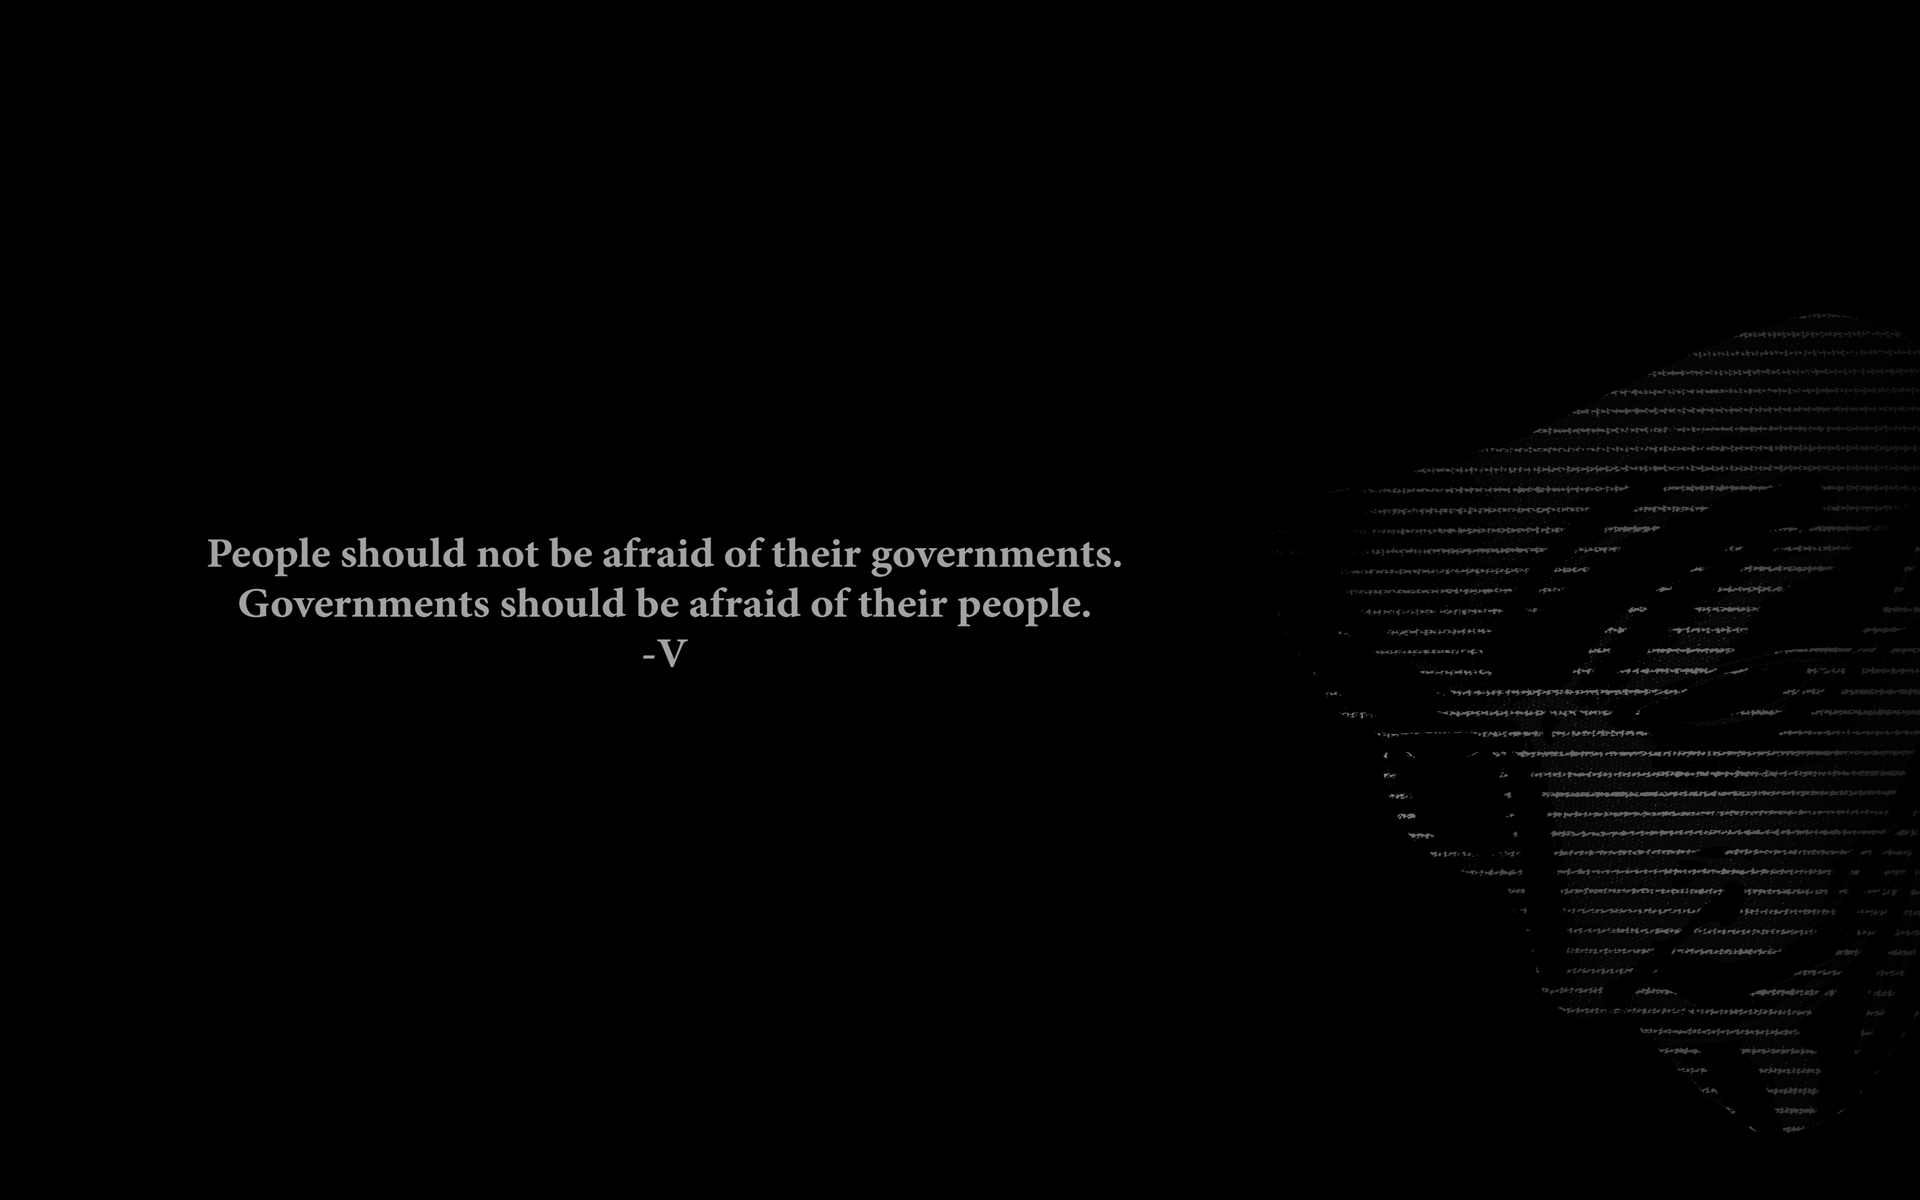 People should not be afraid of their governments.
Governments should be afraid of their people.
-V